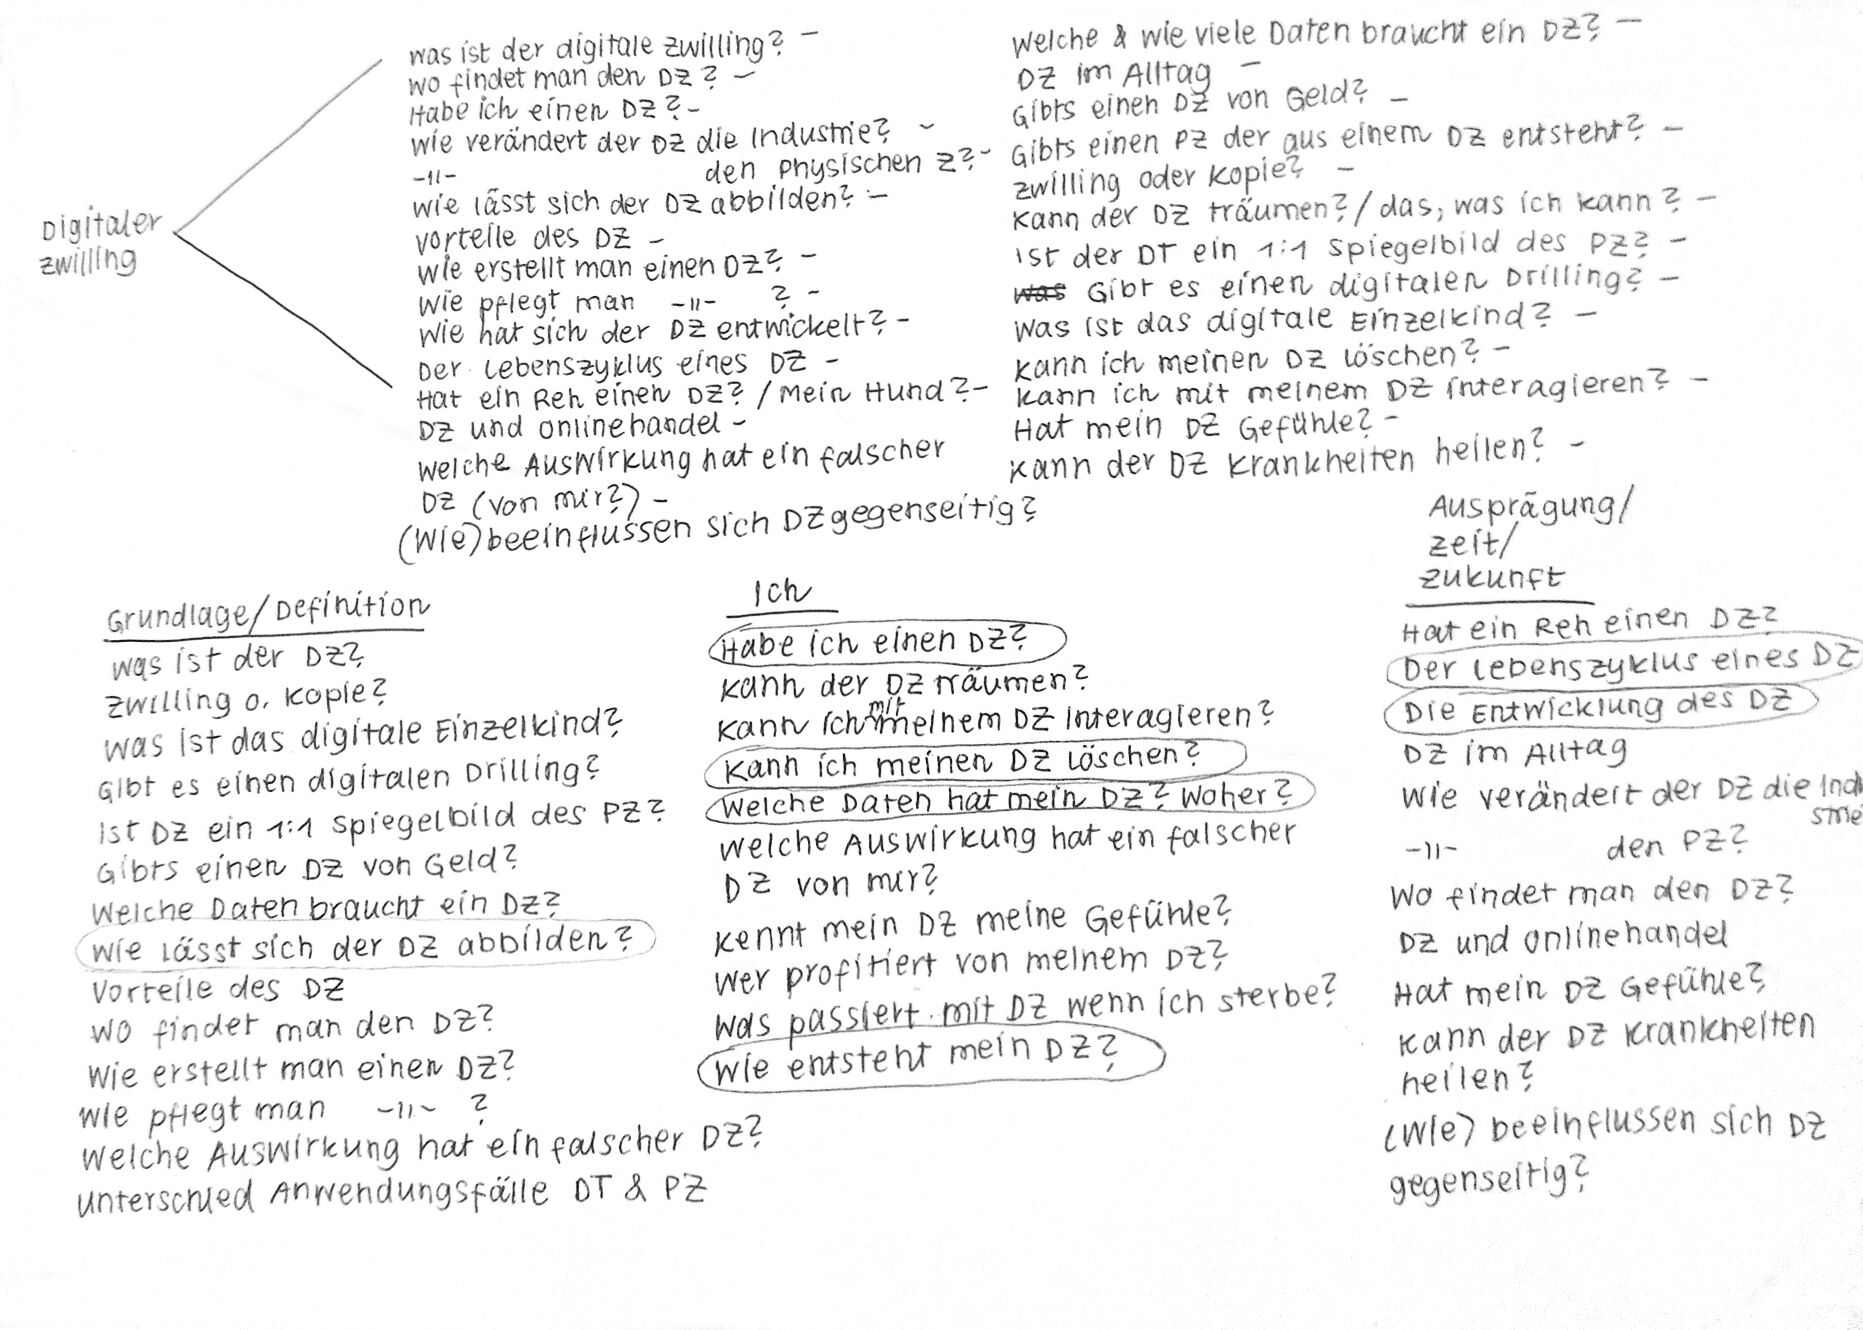 Digitaler
Zwilling
Was ist der digitale Zwilling? –
Wo findet man den DZ? –
Habe ich einen DZ? –
Wie verändert der DZ die Industrie? –
–11– den physischen Z? –
Wie lässt sich der DZ abbilden? –
Vorteile des DZ –
Wie erstellt man einen DZ? –
Wie pflegt man –11– ? –
Wie hat sich der DZ entwickelt? –
Der Lebenszyklus eines DZ –
Hat ein Reh einen DZ? / Mein Hund? –
DZ und Onlinehandel –
Welche Auswirkung hat ein falscher
DZ (von mir?) –
(Wie) beeinflussen sich DZ gegenseitig?
Welche & wie viele Daten braucht ein DZ? –
DZ im Alltag –
Gibts einen DZ von Geld? –
Gibts einen PZ der aus einem DZ entsteht? –
Zwilling oder Kopie? –
Kann der DZ träumen? / das, was ich kann? –
Ist der DT ein 1:1 Spiegelbild des PZ? –
Was Gibt es einen digitalen Drilling? –
Was ist das digitale Einzelkind? –
Kann ich meinen DZ löschen? –
Kann ich mit meinem DZ interagieren? –
Hat mein DZ Gefühle? –
Kann der DZ Krankheiten heilen? –
Grundlage/Definition
Was ist der DZ?
Zwilling o. Kopie?
Was ist das digitale Einzelkind?
Gibt es einen digitalen Drilling?
Ist DZ ein 1:1 Spiegelbild des PZ?
Gibts einen DZ von Geld?
Welche Daten braucht ein DZ?
Wie lässt sich der DZ abbilden?
Vorteile des DZ
Wo findet man den DZ?
Wie erstellt man einen DZ?
Wie pflegt man –11– ?
Welche Auswirkung hat ein falscher DZ?
Unterschied Anwendungsfälle DT & PZ
Ich
Habe ich einen DZ?
Kann der DZ träumen?
Kann ich mit meinem DZ interagieren?
Kann ich meinen DZ löschen?
Welche Daten hat mein DZ? Woher?
Welche Auswirkung hat ein falscher
DZ von mir?
Kennt mein DZ meine Gefühle?
Wer profitiert von meinem DZ?
Was passiert mit DZ wenn ich sterbe?
Wie entsteht mein DZ?
Ausprägung/
Zeit/
Zukunft
Hat ein Reh einen DZ?
Der Lebenszyklus eines DZ
Die Entwicklung des DZ
DZ im Alltag
Wie verändert der DZ die Indu
strie
–11– den PZ?
Wo findet man den DZ?
DZ und Onlinehandel
Hat mein DZ Gefühle?
Kann der DZ Krankheiten
heilen?
(Wie) beeinflussen sich DZ
gegenseitig?